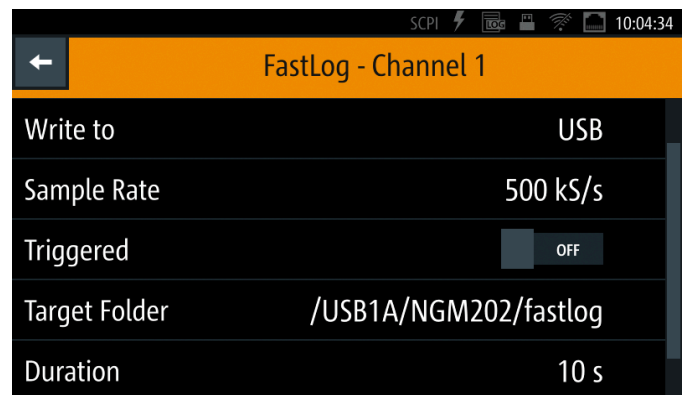 SCPI LOG 10:04:34
FastLog - Channel 1
Write to USB
Sample Rate 500 kS/s
Triggered OFF
Target Folder /USB1A/NGM202/fastlog
Duration 10 s